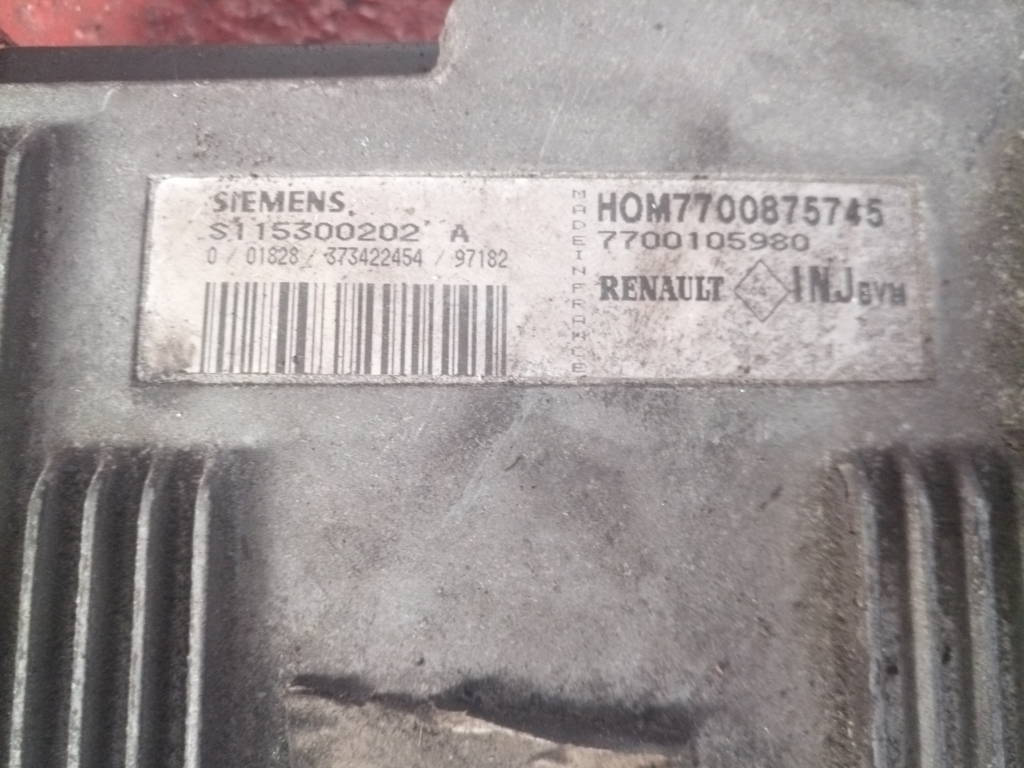 SIEMENS
S115300202 A
0 / 01828 / 373422454 / 97182
MADE IN FRANCE
HOM7700875745
7700105980
RENAULT INJ BVM